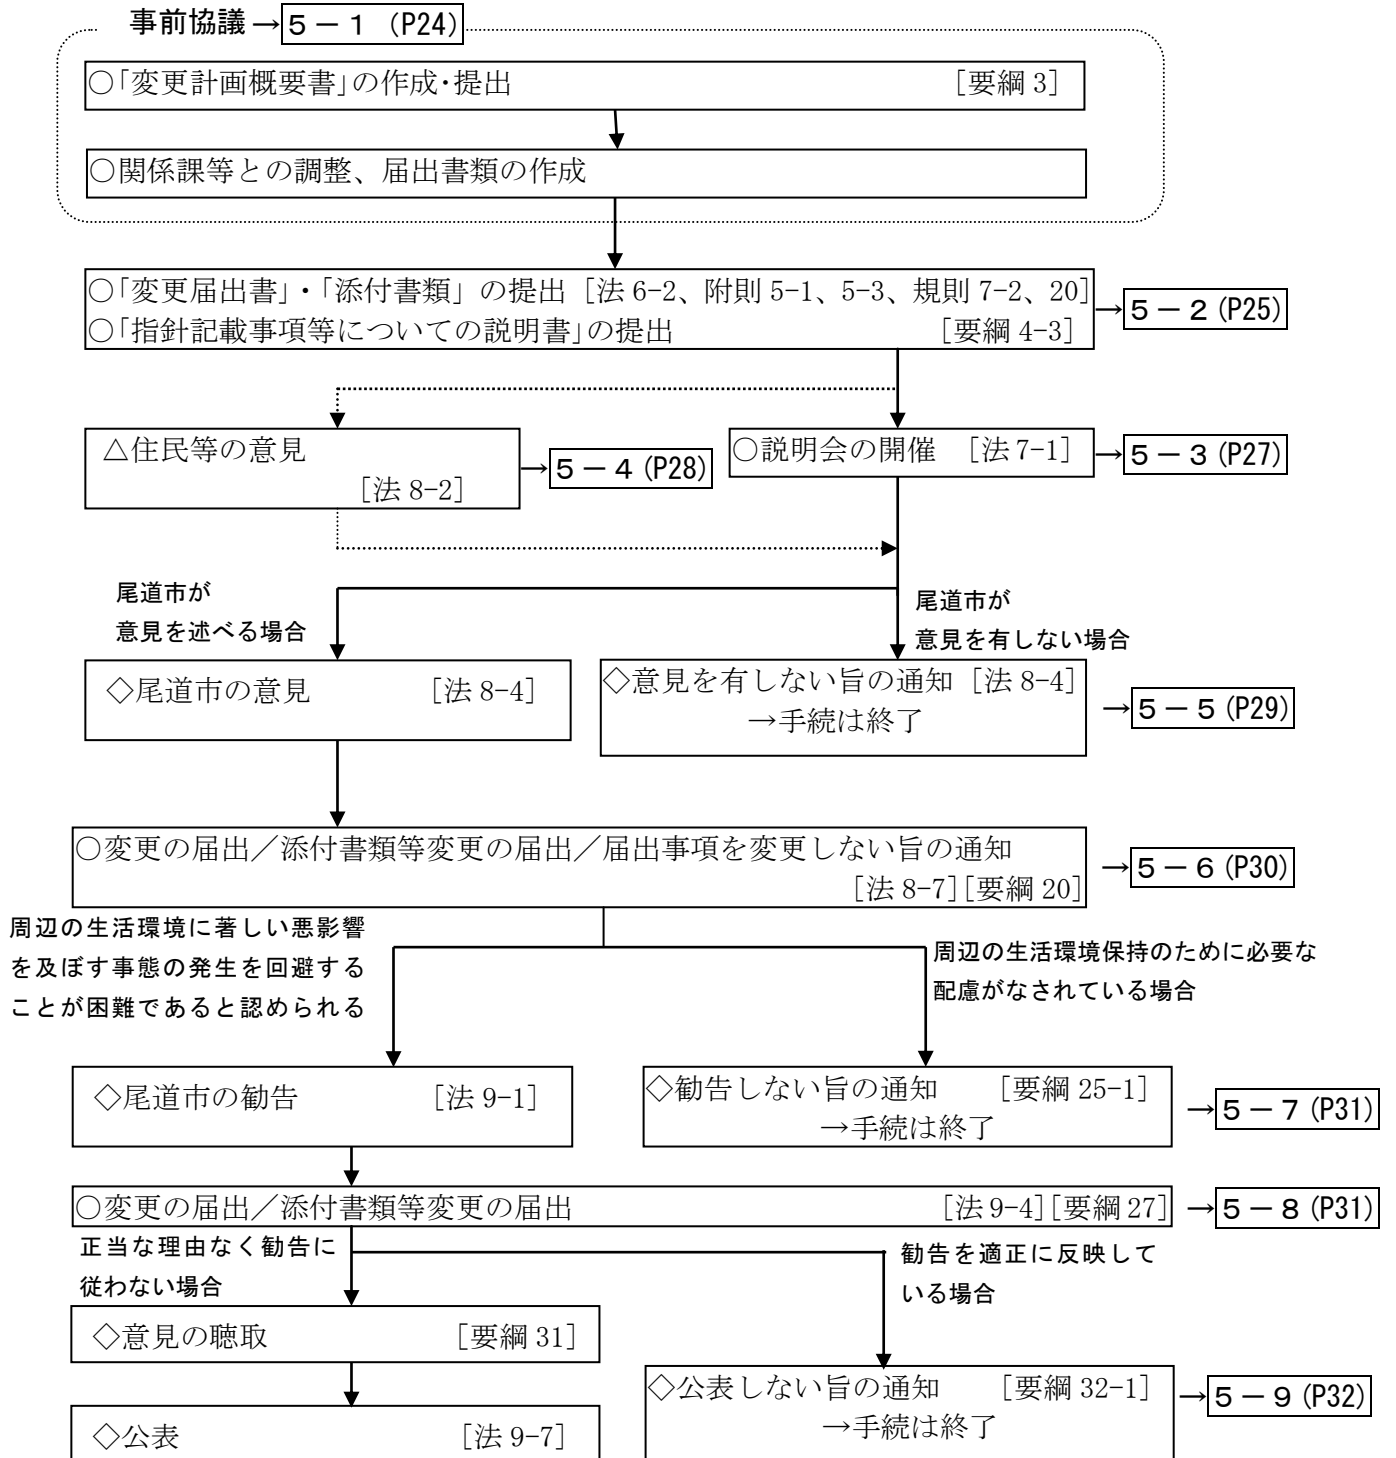 事前協議→５－１（P24）
○「変更計画概要書」の作成・提出 ［要綱 3］
○関係課等との調整、届出書類の作成
○「変更届出書」・「添付書類」の提出［法 6-2、附則 5-1、5-3、規則 7-2、20］
○「指針記載事項等についての説明書」の提出 ［要綱 4-3］
→５－２（P25）
△住民等の意見
［法 8-2］
→５－４（P28）
○説明会の開催 ［法 7-1］
→５－３（P27）
尾道市が
意見を述べる場合
尾道市が
意見を有しない場合
◇尾道市の意見 ［法 8-4］
◇意見を有しない旨の通知［法 8-4］
→手続は終了
→５－５（P29）
○変更の届出／添付書類等変更の届出／届出事項を変更しない旨の通知
［法 8-7］［要綱 20］
→５－６（P30）
周辺の生活環境に著しい悪影響
を及ぼす事態の発生を回避する
ことが困難であると認められる
周辺の生活環境保持のために必要な
配慮がなされている場合
◇尾道市の勧告 ［法 9-1］
◇勧告しない旨の通知 ［要綱 25-1］
→手続は終了
→５－７（P31）
○変更の届出／添付書類等変更の届出 ［法 9-4］［要綱 27］
→５－８（P31）
正当な理由なく勧告に
従わない場合
勧告を適正に反映して
いる場合
◇意見の聴取 ［要綱 31］
◇公表しない旨の通知 ［要綱 32-1］
→手続は終了
→５－９（P32）
◇公表 ［法 9-7］